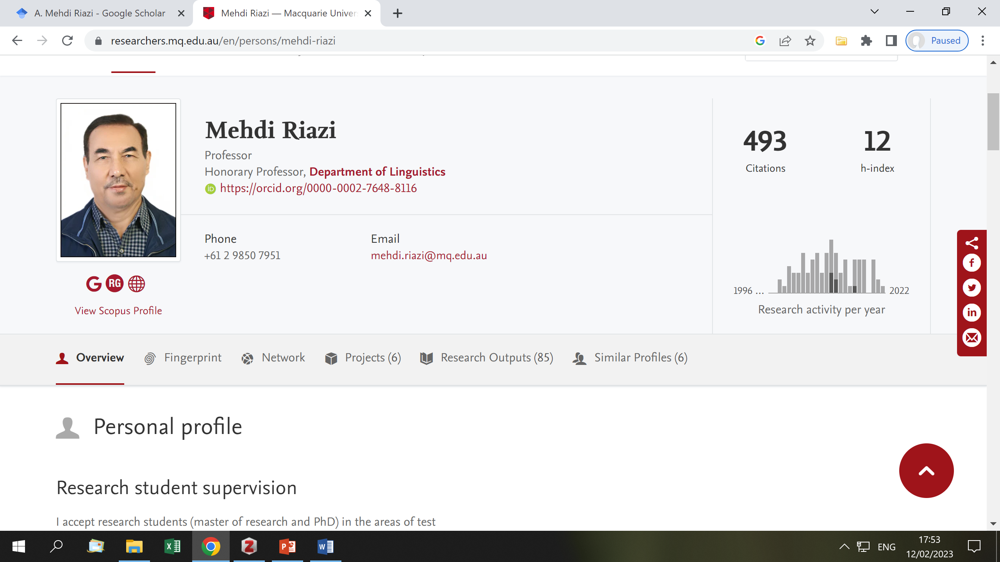 A. Mehdi Riazi - Google Scholar
Mehdi Riazi — Macquarie
researchers.mq.edu.au/en/persons/mehdi-riazi
Paused
Mehdi Riazi
Professor
Honorary Professor, Department of Linguistics
iD https://orcid.org/0000-0002-7648-8116
493
Citations
12
h-index
Phone
+61 2 9850 7951
Email
mehdi.riazi@mq.edu.au
G RG
View Scopus Profile
1996 ... 2022
Research activity per year
f
in
Overview
Fingerprint
Network
Projects (6)
Research Outputs (85)
Similar Profiles (6)
Personal profile
Research student supervision
I accept research students (master of research and PhD) in the areas of test
X
Z
P
W
ENG
17:53
12/02/2023